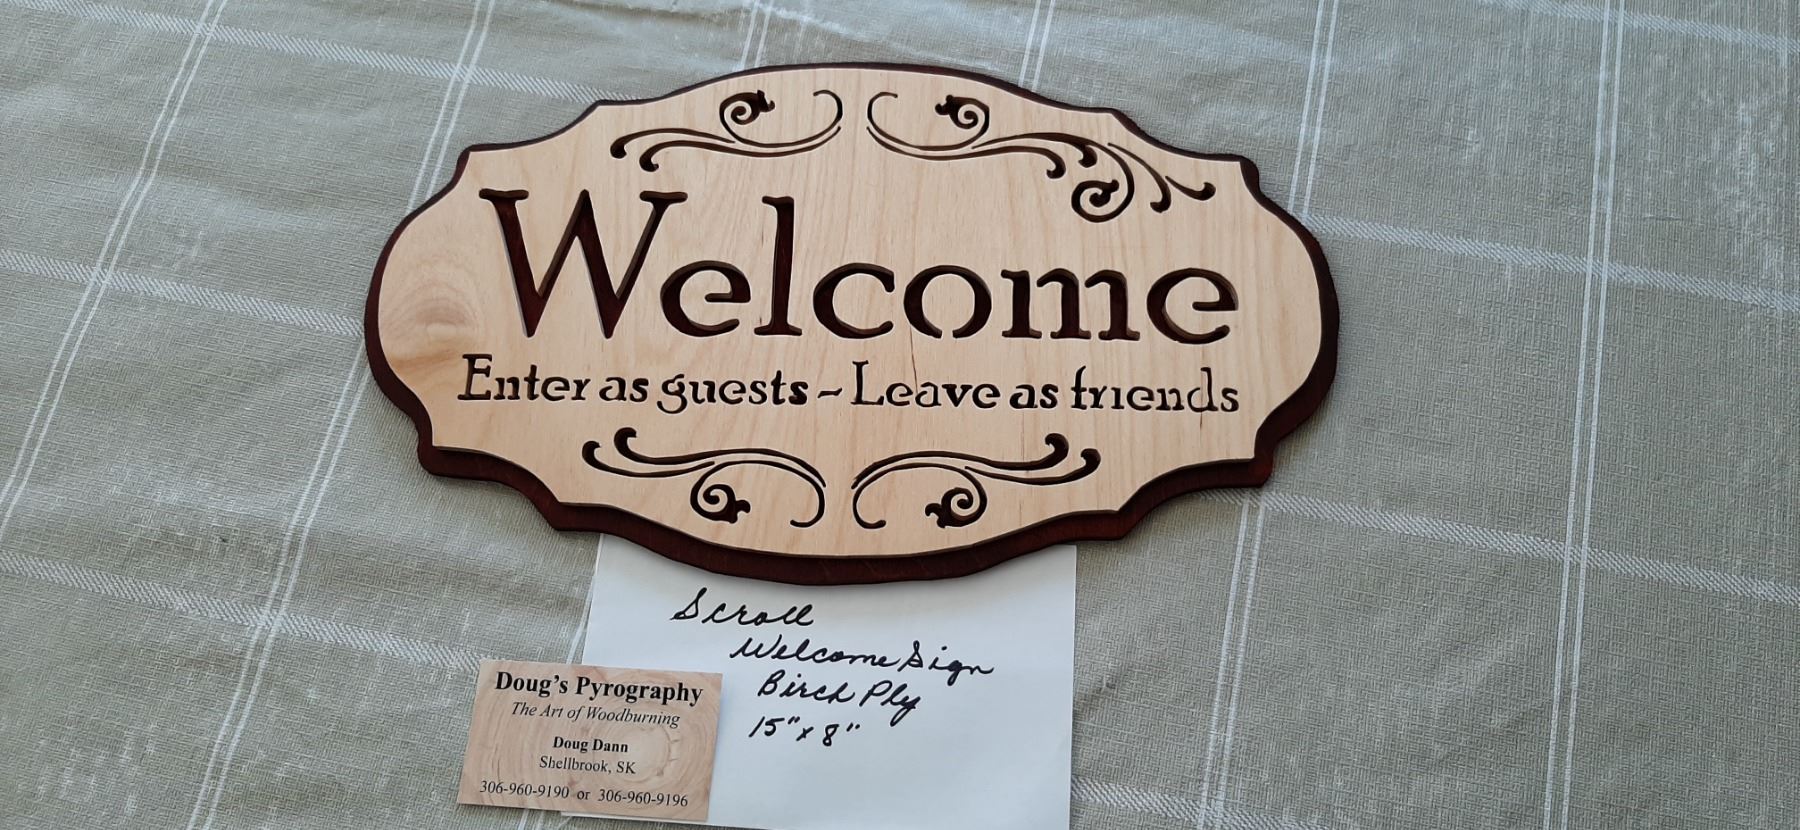 Welcome
Enter as guests ~ Leave as friends
Scroll
Welcome Sign
Birch Ply
15" x 8"
Doug's Pyrography
The Art of Woodburning
Doug Dann
Shellbrook, SK
306-960-9190 or 306-960-9196